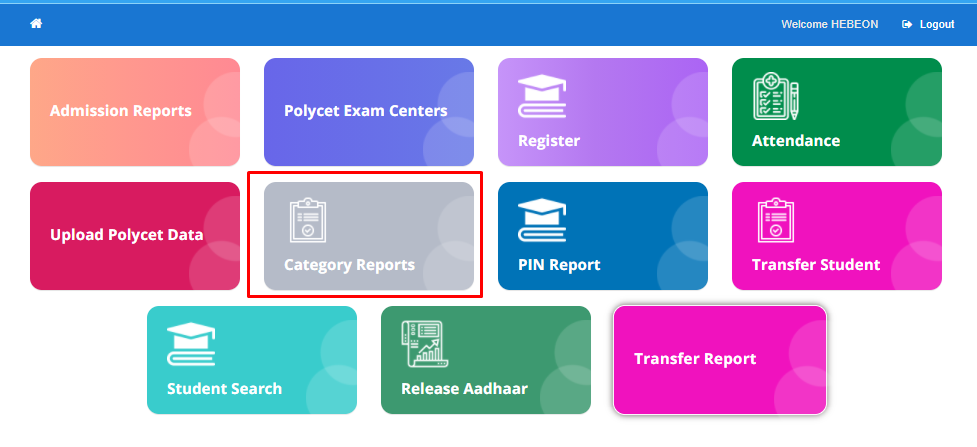 Welcome HEBEON Logout
Admission Reports
Polycet Exam Centers
Register
Attendance
Upload Polycet Data
Category Reports
PIN Report
Transfer Student
Student Search
Release Aadhaar
Transfer Report